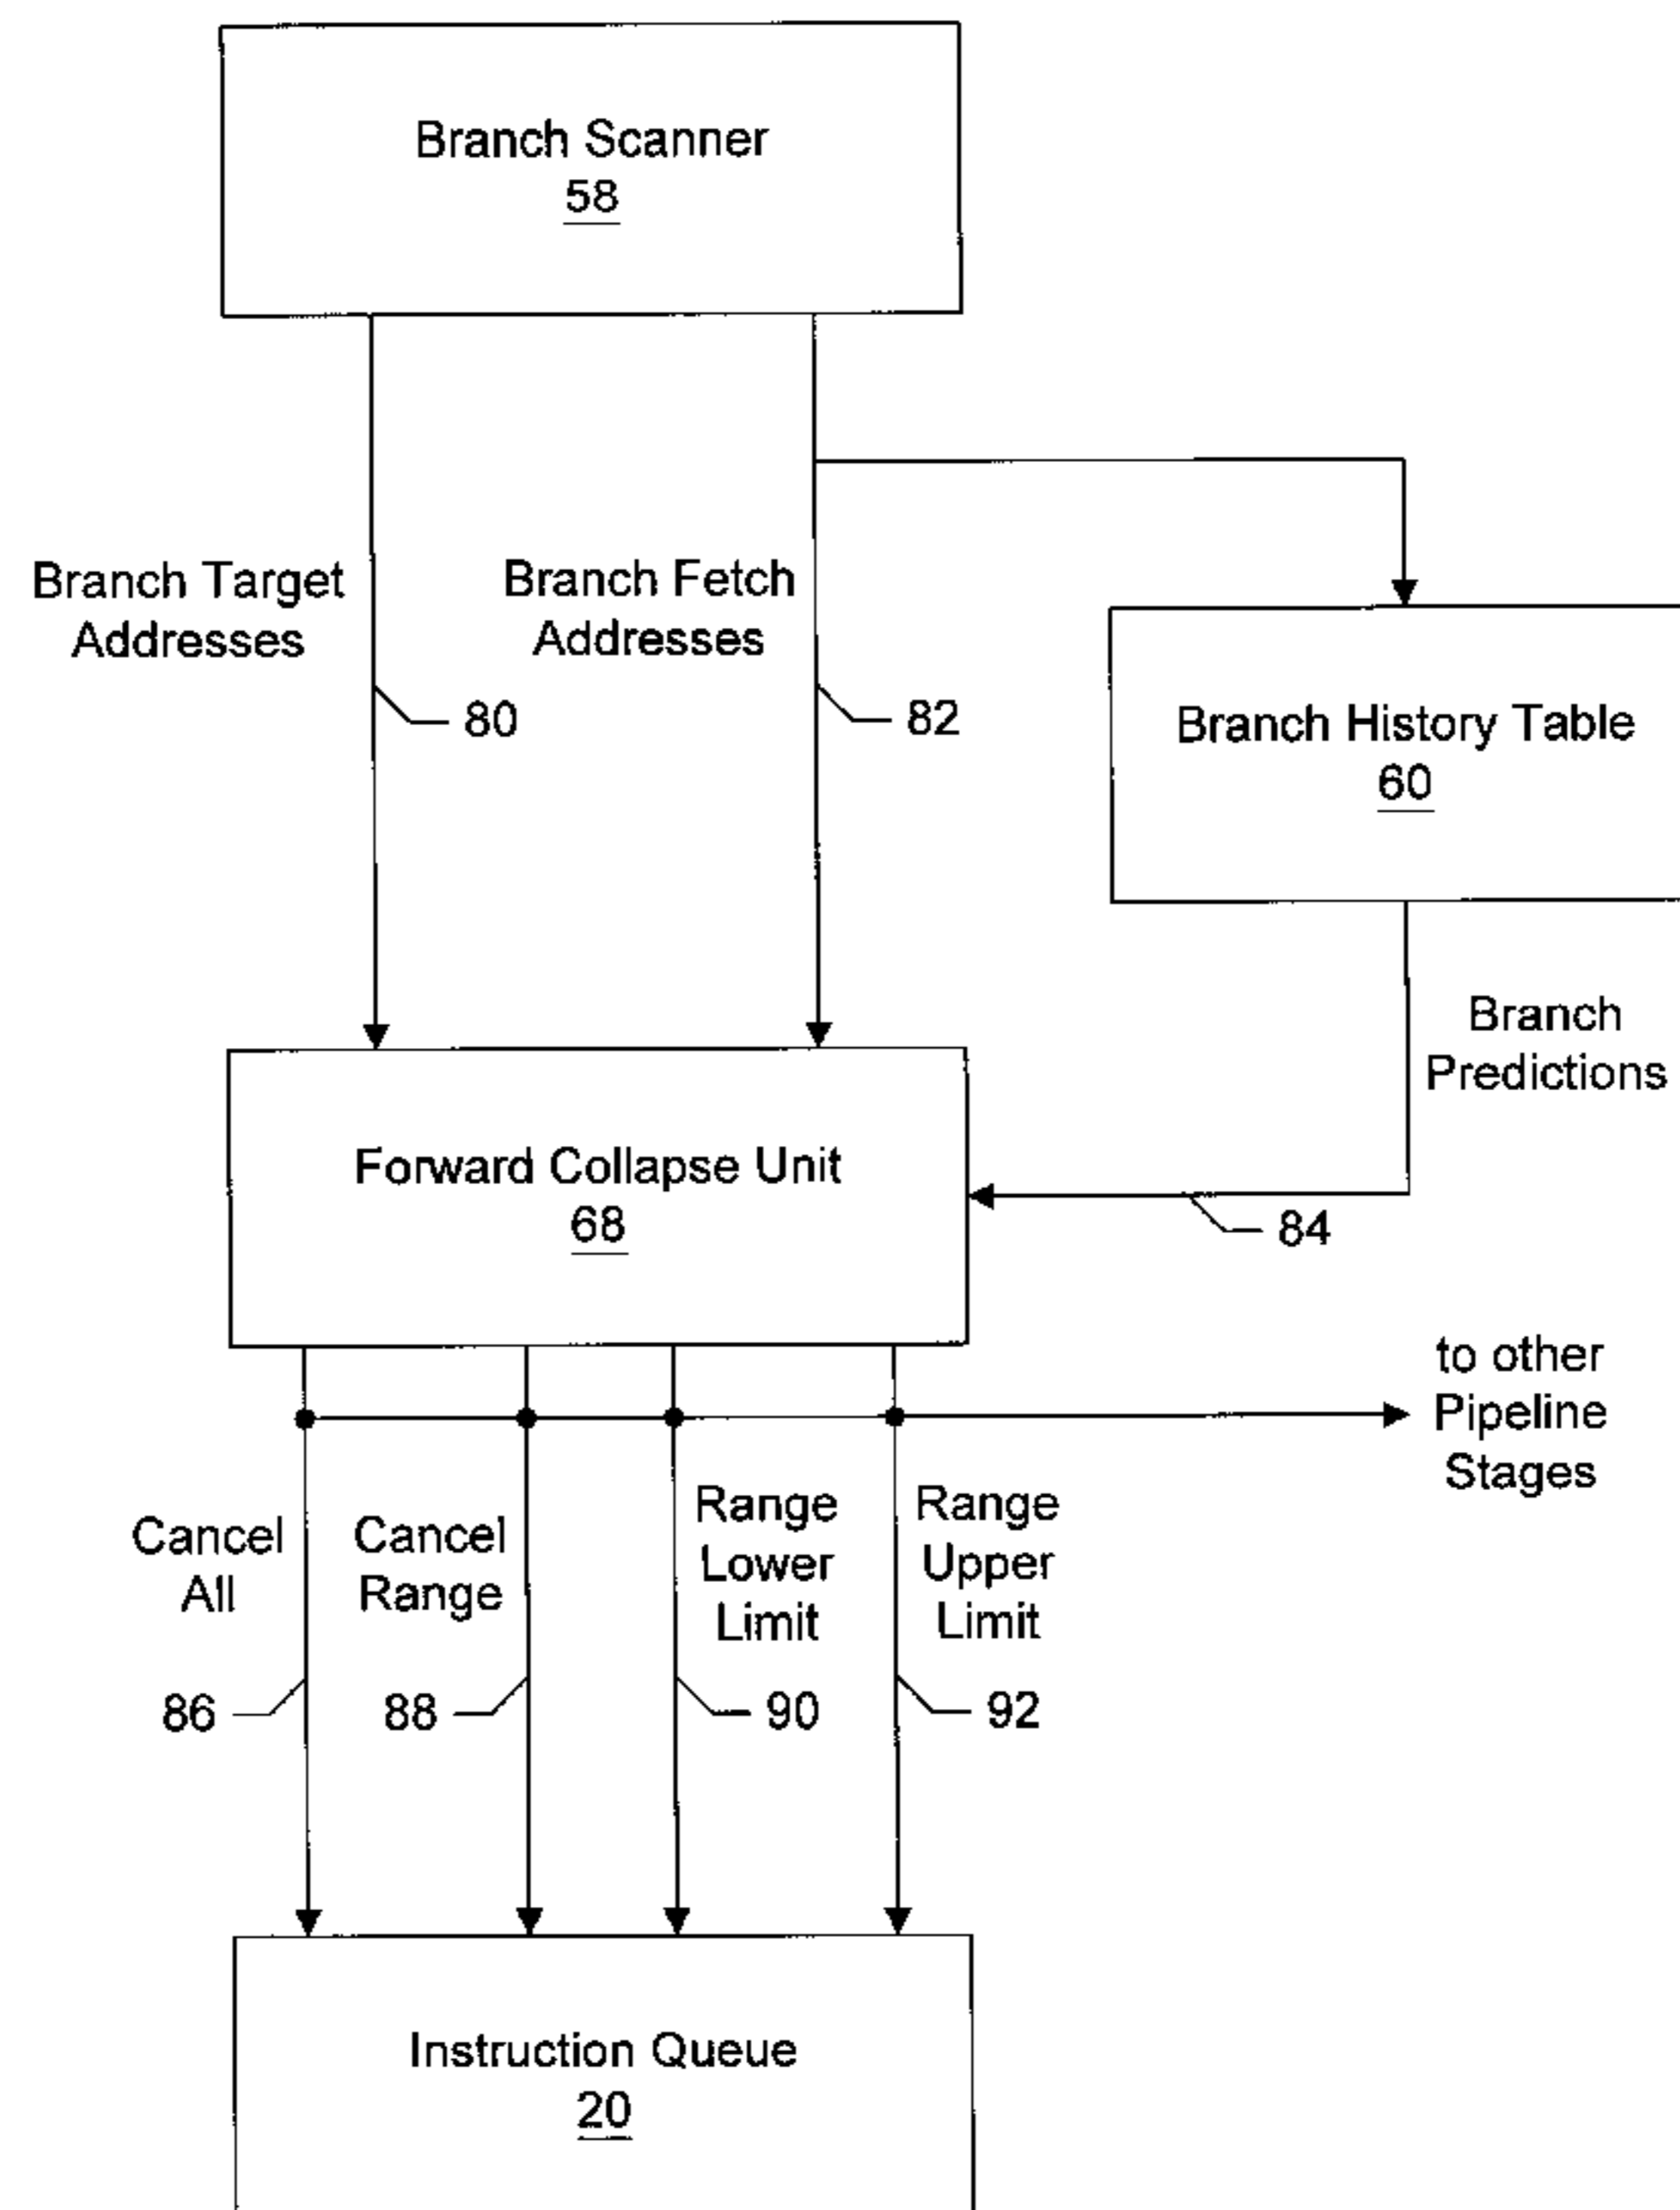 Branch Scanner
58
Branch Target
Addresses
80
Branch Fetch
Addresses
82
Branch History Table
60
Branch
Predictions
84
Forward Collapse Unit
68
to other
Pipeline
Stages
Cancel
All
86
Cancel
Range
88
Range
Lower
Limit
90
Range
Upper
Limit
92
Instruction Queue
20